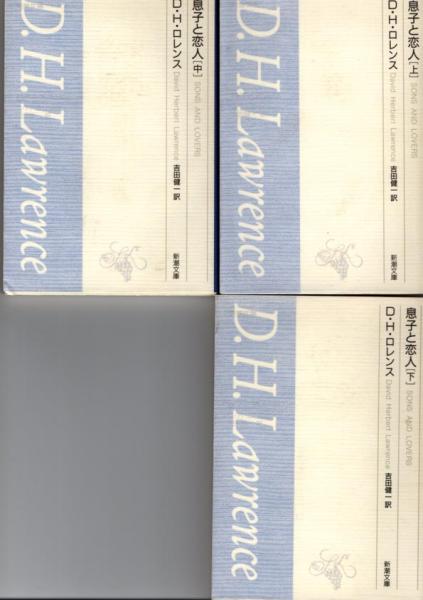 息子と恋人[中] SONS AND LOVERS
D・H・ロレンス David Herbert Lawrence 吉田健一 訳
新潮文庫
D.H.Lawrence
息子と恋人[上] SONS AND LOVERS
D・H・ロレンス David Herbert Lawrence 吉田健一 訳
新潮文庫
D.H.Lawrence
息子と恋人[下] SONS AND LOVERS
D・H・ロレンス David Herbert Lawrence 吉田健一 訳
新潮文庫
D.H.Lawrence